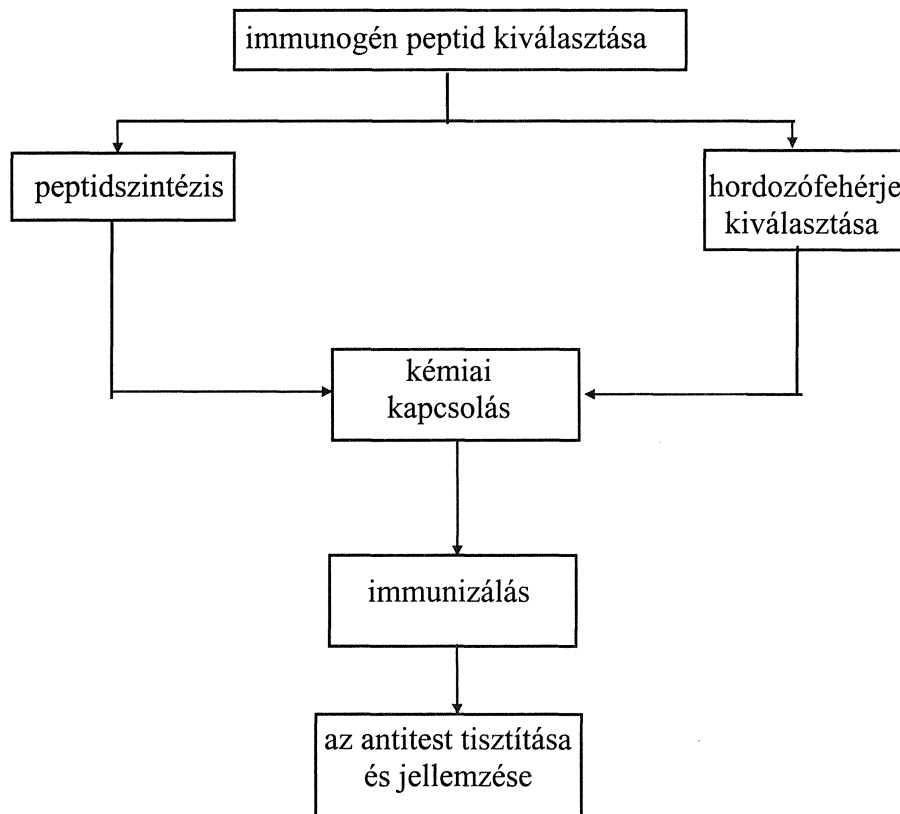 immunogén peptid kiválasztása
peptidszintézis
hordozófehérje
kiválasztása
kémiai
kapcsolás
immunizálás
az antitest tisztítása
és jellemzése